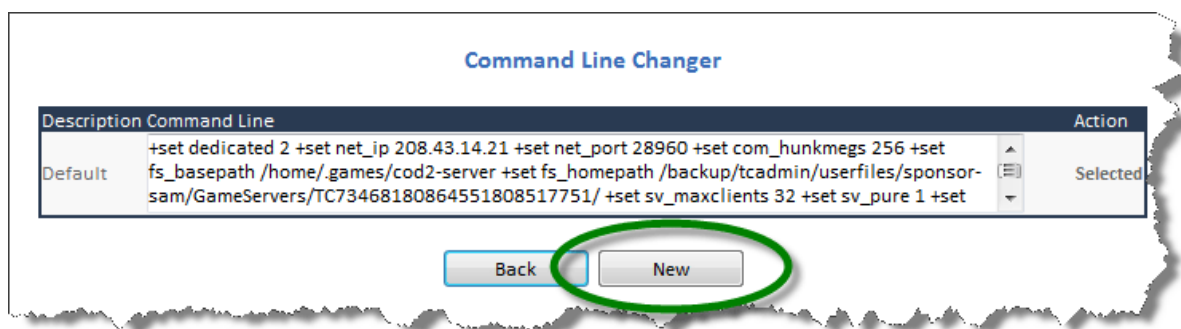 Command Line Changer
Description Command Line Action
+set dedicated 2 +set net_ip 208.43.14.21 +set net_port 28960 +set com_hunkmegs 256 +set
Default fs_basepath /home/.games/cod2-server +set fs_homepath /backup/tcadmin/userfiles/sponsor- Selected
sam/GameServers/TC73468180864551808517751/ +set sv_maxclients 32 +set sv_pure 1 +set
Back New